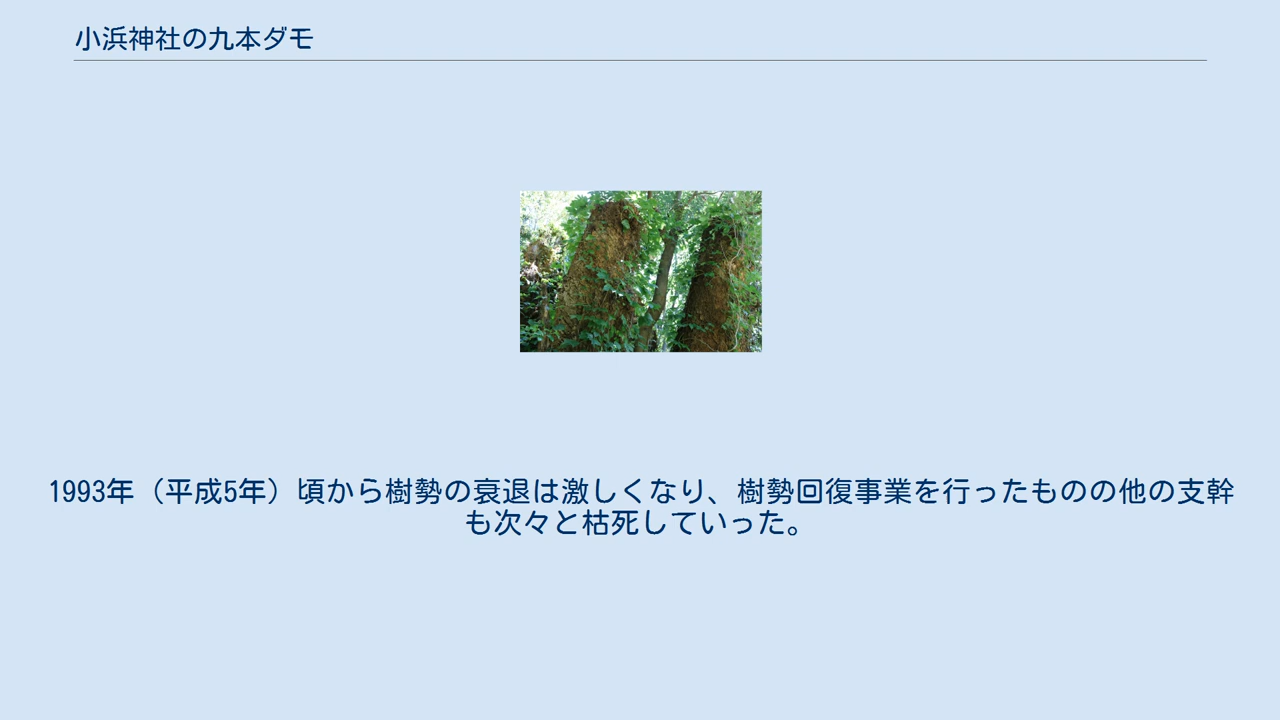 小浜神社の九本ダモ
1993年（平成5年）頃から樹勢の衰退は激しくなり、樹勢回復事業を行ったものの他の支幹
も次々と枯死していった。